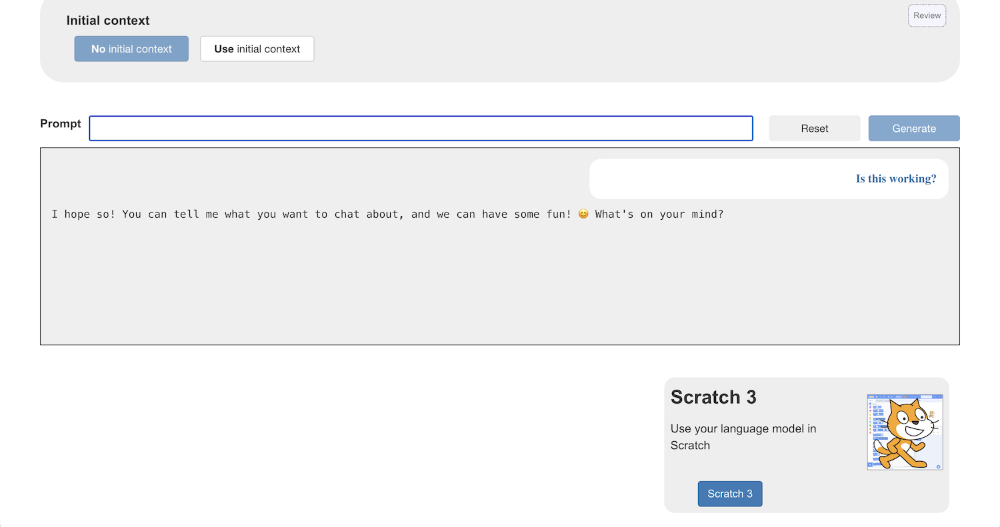 Initial context
Review
No initial context
Use initial context
Prompt
Reset
Generate
Is this working?
I hope so! You can tell me what you want to chat about, and we can have some fun! 😊 What's on your mind?
Scratch 3
Use your language model in
Scratch
Scratch 3